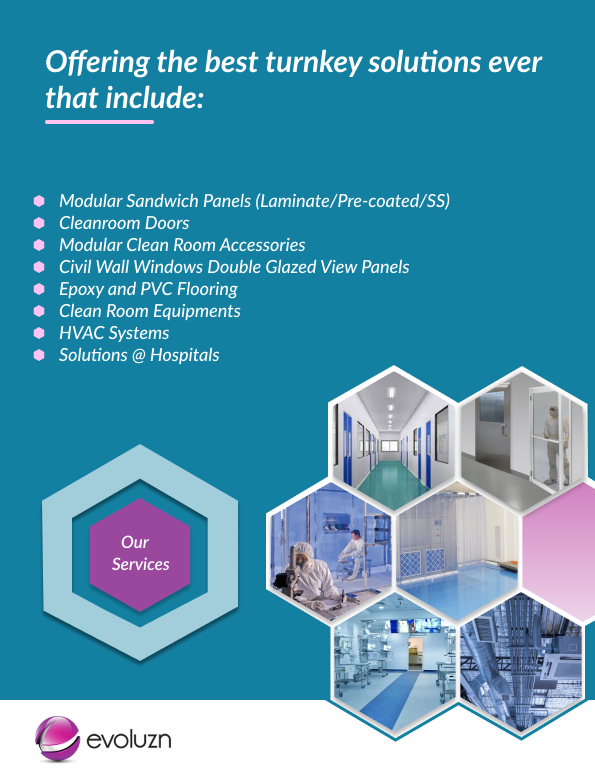 Offering the best turnkey solutions ever
that include:
Modular Sandwich Panels (Laminate/Pre-coated/SS)
Cleanroom Doors
Modular Clean Room Accessories
Civil Wall Windows Double Glazed View Panels
Epoxy and PVC Flooring
Clean Room Equipments
HVAC Systems
Solutions @ Hospitals
Our
Services
evoluzn